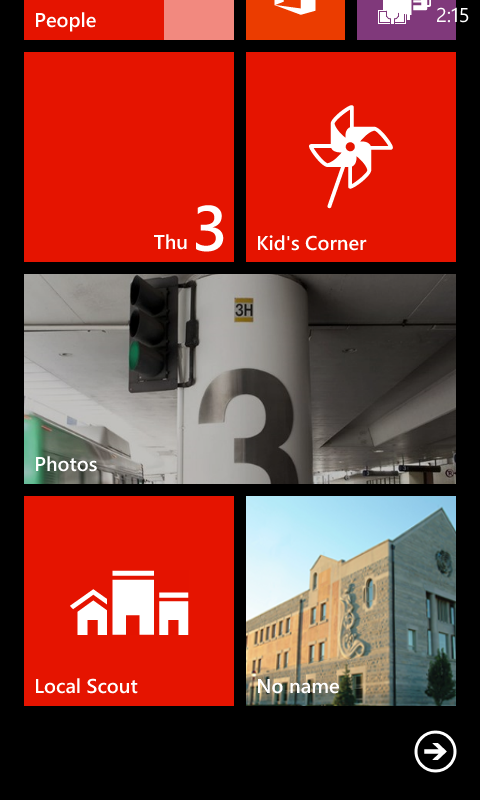 2:15
People
Thu 3
Kid's Corner
3H
3
Photos
Local Scout
No name